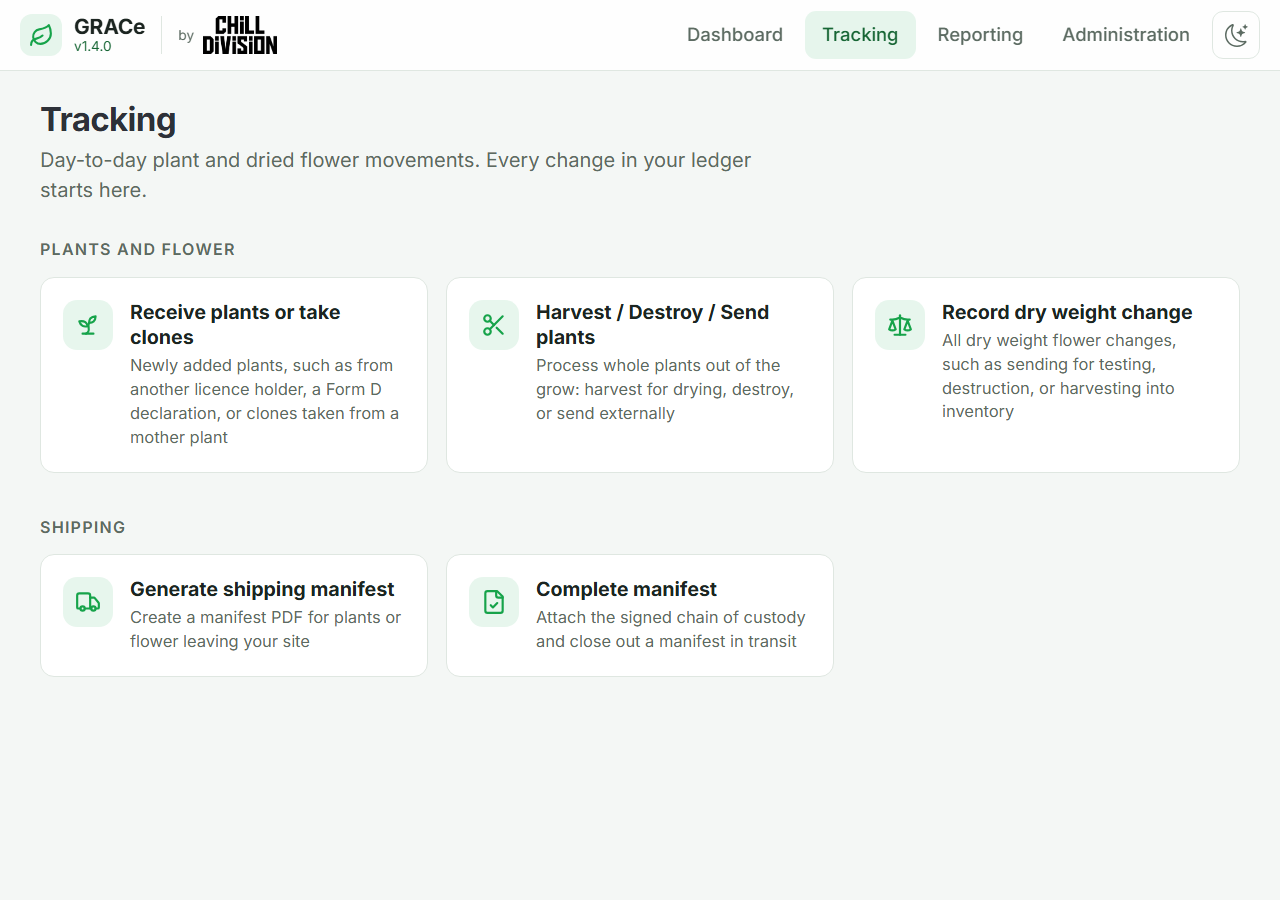 GRACe
v1.4.0
by
CHiLL
DiViSiON
Dashboard
Tracking
Reporting
Administration
Tracking
Day-to-day plant and dried flower movements. Every change in your ledger
starts here.
PLANTS AND FLOWER
Receive plants or take
clones
Newly added plants, such as from
another licence holder, a Form D
declaration, or clones taken from a
mother plant
Harvest / Destroy / Send
plants
Process whole plants out of the
grow: harvest for drying, destroy,
or send externally
Record dry weight change
All dry weight flower changes,
such as sending for testing,
destruction, or harvesting into
inventory
SHIPPING
Generate shipping manifest
Create a manifest PDF for plants or
flower leaving your site
Complete manifest
Attach the signed chain of custody
and close out a manifest in transit